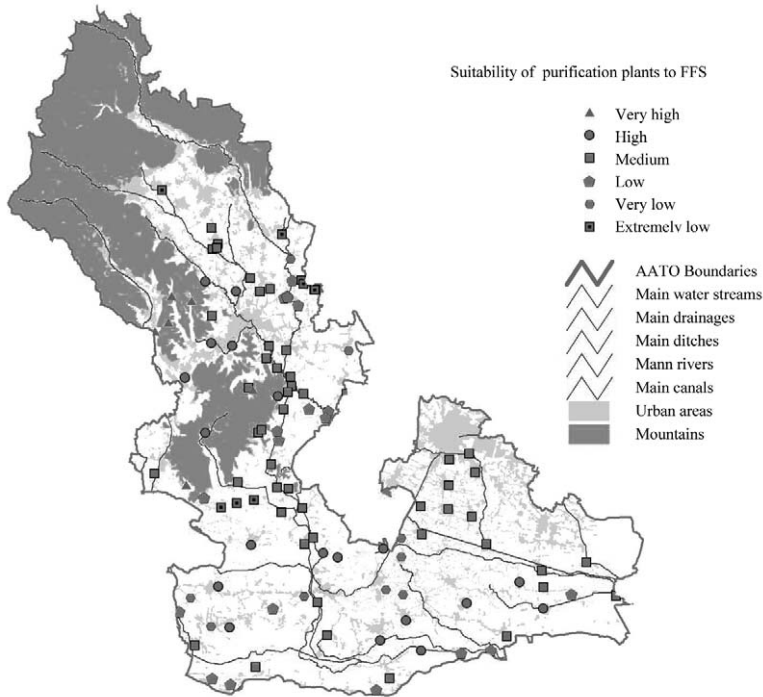 Suitability of purification plants to FFS
Very high
High
Medium
Low
Very low
Extremelv low
AATO Boundaries
Main water streams
Main drainages
Main ditches
Mann rivers
Main canals
Urban areas
Mountains